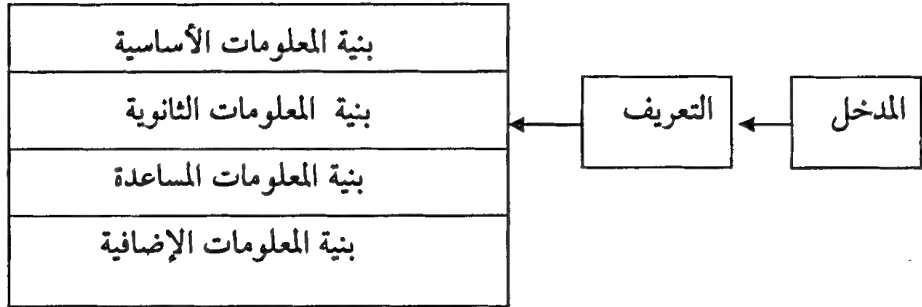 المدخل
التعريف
بنية المعلومات الأساسية
بنية المعلومات الثانوية
بنية المعلومات المساعدة
بنية المعلومات الإضافية